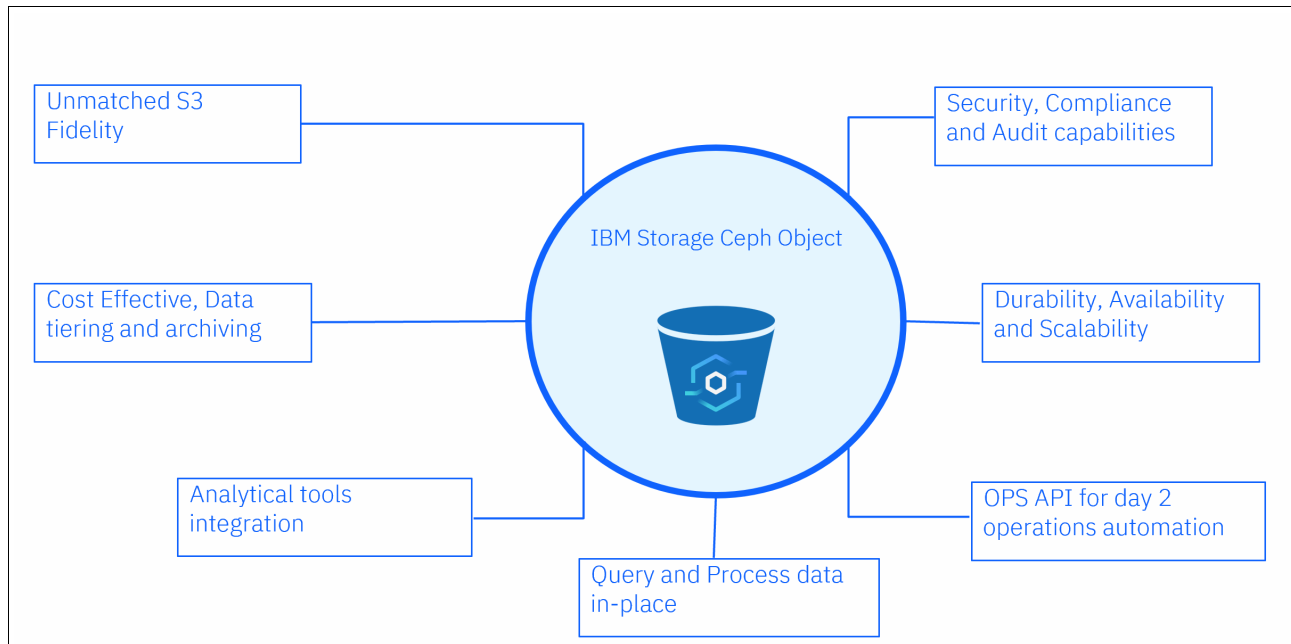 Unmatched S3
Fidelity
Security, Compliance
and Audit capabilities
IBM Storage Ceph Object
Cost Effective, Data
tiering and archiving
Durability, Availability
and Scalability
Analytical tools
integration
OPS API for day 2
operations automation
Query and Process data
in-place